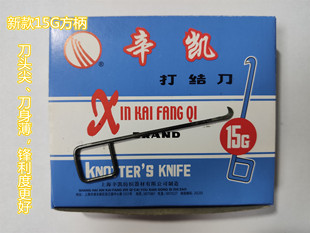 新款15G方柄
刀头尖，刀身薄，锋利度更好
辛凯
打结刀
XIN KAI FANG QI
BRAND
15G
KNOTTER'S KNIFE